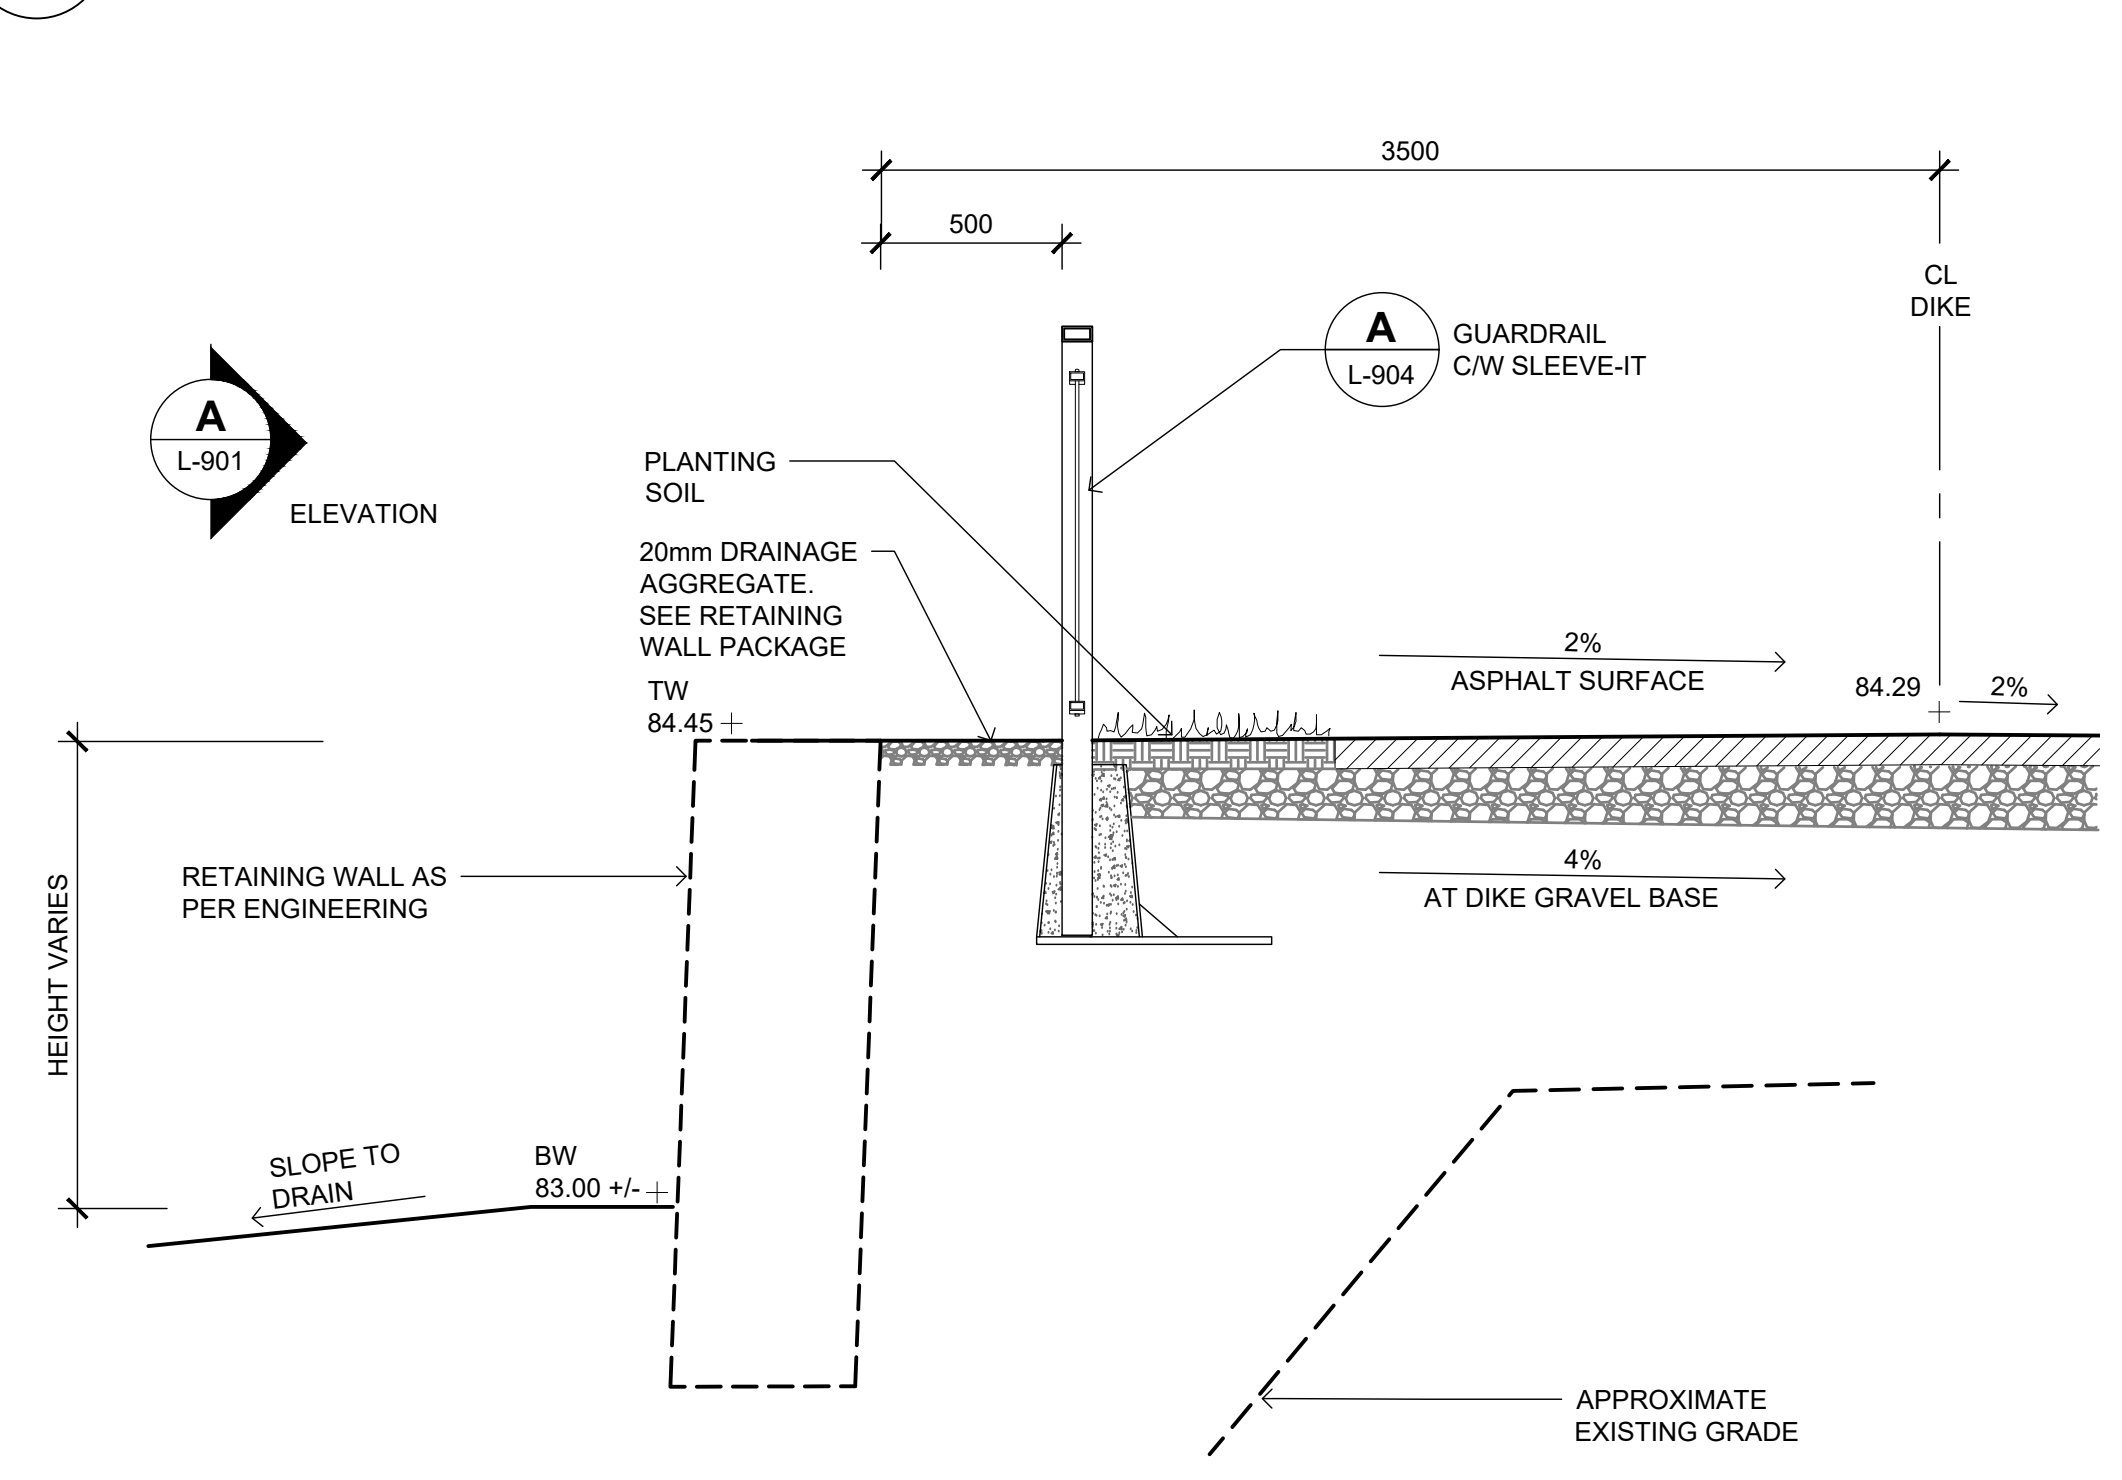 3500
500
CL
DIKE
A
L-904
GUARDRAIL
C/W SLEEVE-IT
A
L-901
ELEVATION
PLANTING
SOIL
20mm DRAINAGE
AGGREGATE.
SEE RETAINING
WALL PACKAGE
TW
84.45
2%
ASPHALT SURFACE
84.29
2%
RETAINING WALL AS
PER ENGINEERING
HEIGHT VARIES
4%
AT DIKE GRAVEL BASE
SLOPE TO
DRAIN
BW
83.00 +/-
APPROXIMATE
EXISTING GRADE